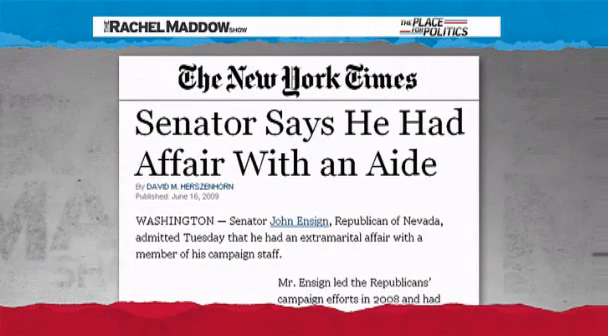 THE RACHEL MADDOW SHOW
THE PLACE FOR POLITICS
The New York Times
Senator Says He Had
Affair With an Aide
By DAVID M. HERSZENHORN
Published: June 16, 2009
WASHINGTON — Senator John Ensign, Republican of Nevada,
admitted Tuesday that he had an extramarital affair with a
member of his campaign staff.
Mr. Ensign led the Republicans'
campaign efforts in 2008 and had